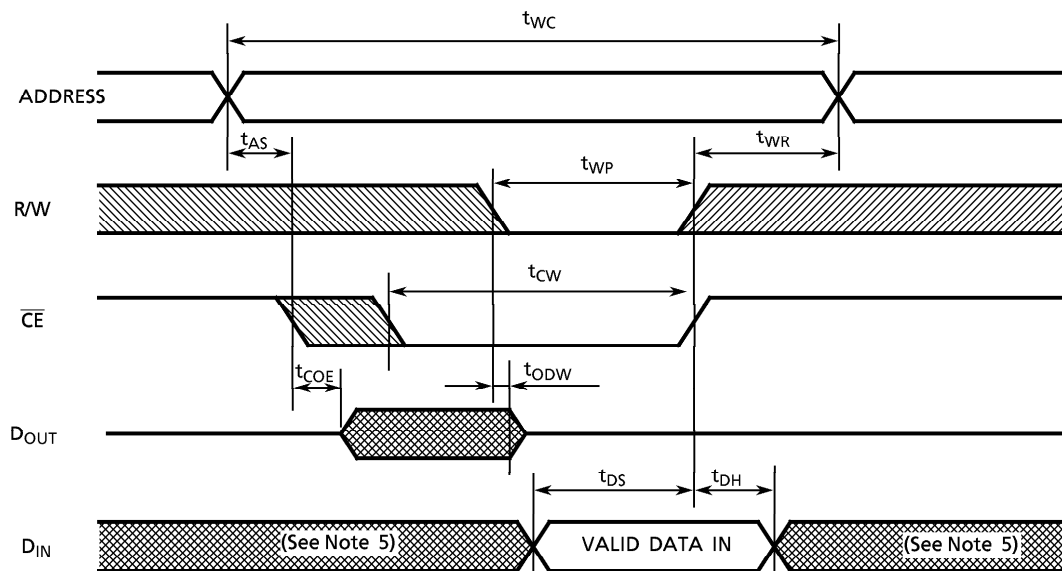 tWC
ADDRESS
tAS
tWR
tWP
R/W
tCW
CE
tCOE
tODW
DOUT
tDS
tDH
DIN
(See Note 5)
VALID DATA IN
(See Note 5)